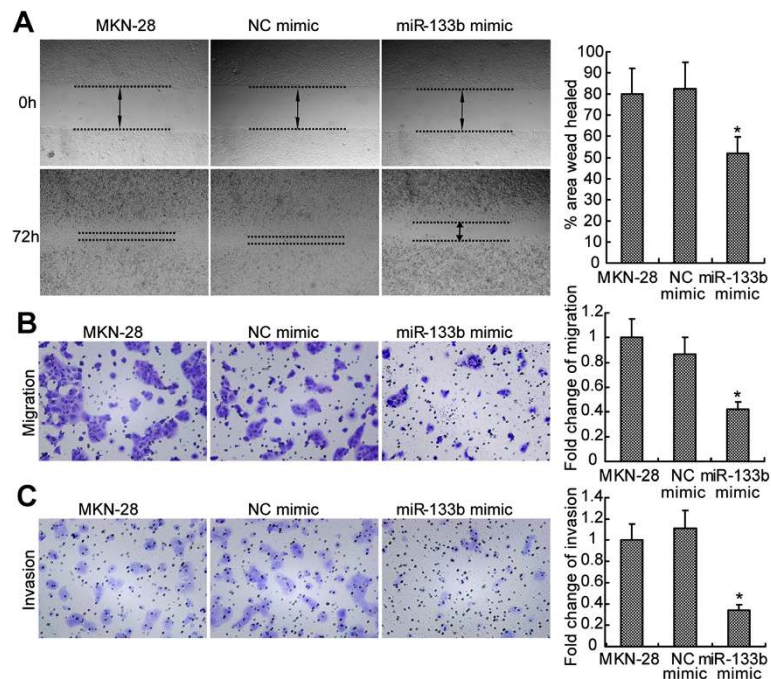 A
MKN-28
NC mimic
miR-133b mimic
0h
72h
% area wead healed
100
90
80
70
60
50
40
30
20
10
0
*
MKN-28
NC mimic
miR-133b mimic
B
MKN-28
NC mimic
miR-133b mimic
Migration
Fold change of migration
1.2
1
0.8
0.6
0.4
0.2
0
*
MKN-28
NC mimic
miR-133b mimic
C
MKN-28
NC mimic
miR-133b mimic
Invasion
Fold change of invasion
1.4
1.2
1
0.8
0.6
0.4
0.2
0
*
MKN-28
NC mimic
miR-133b mimic